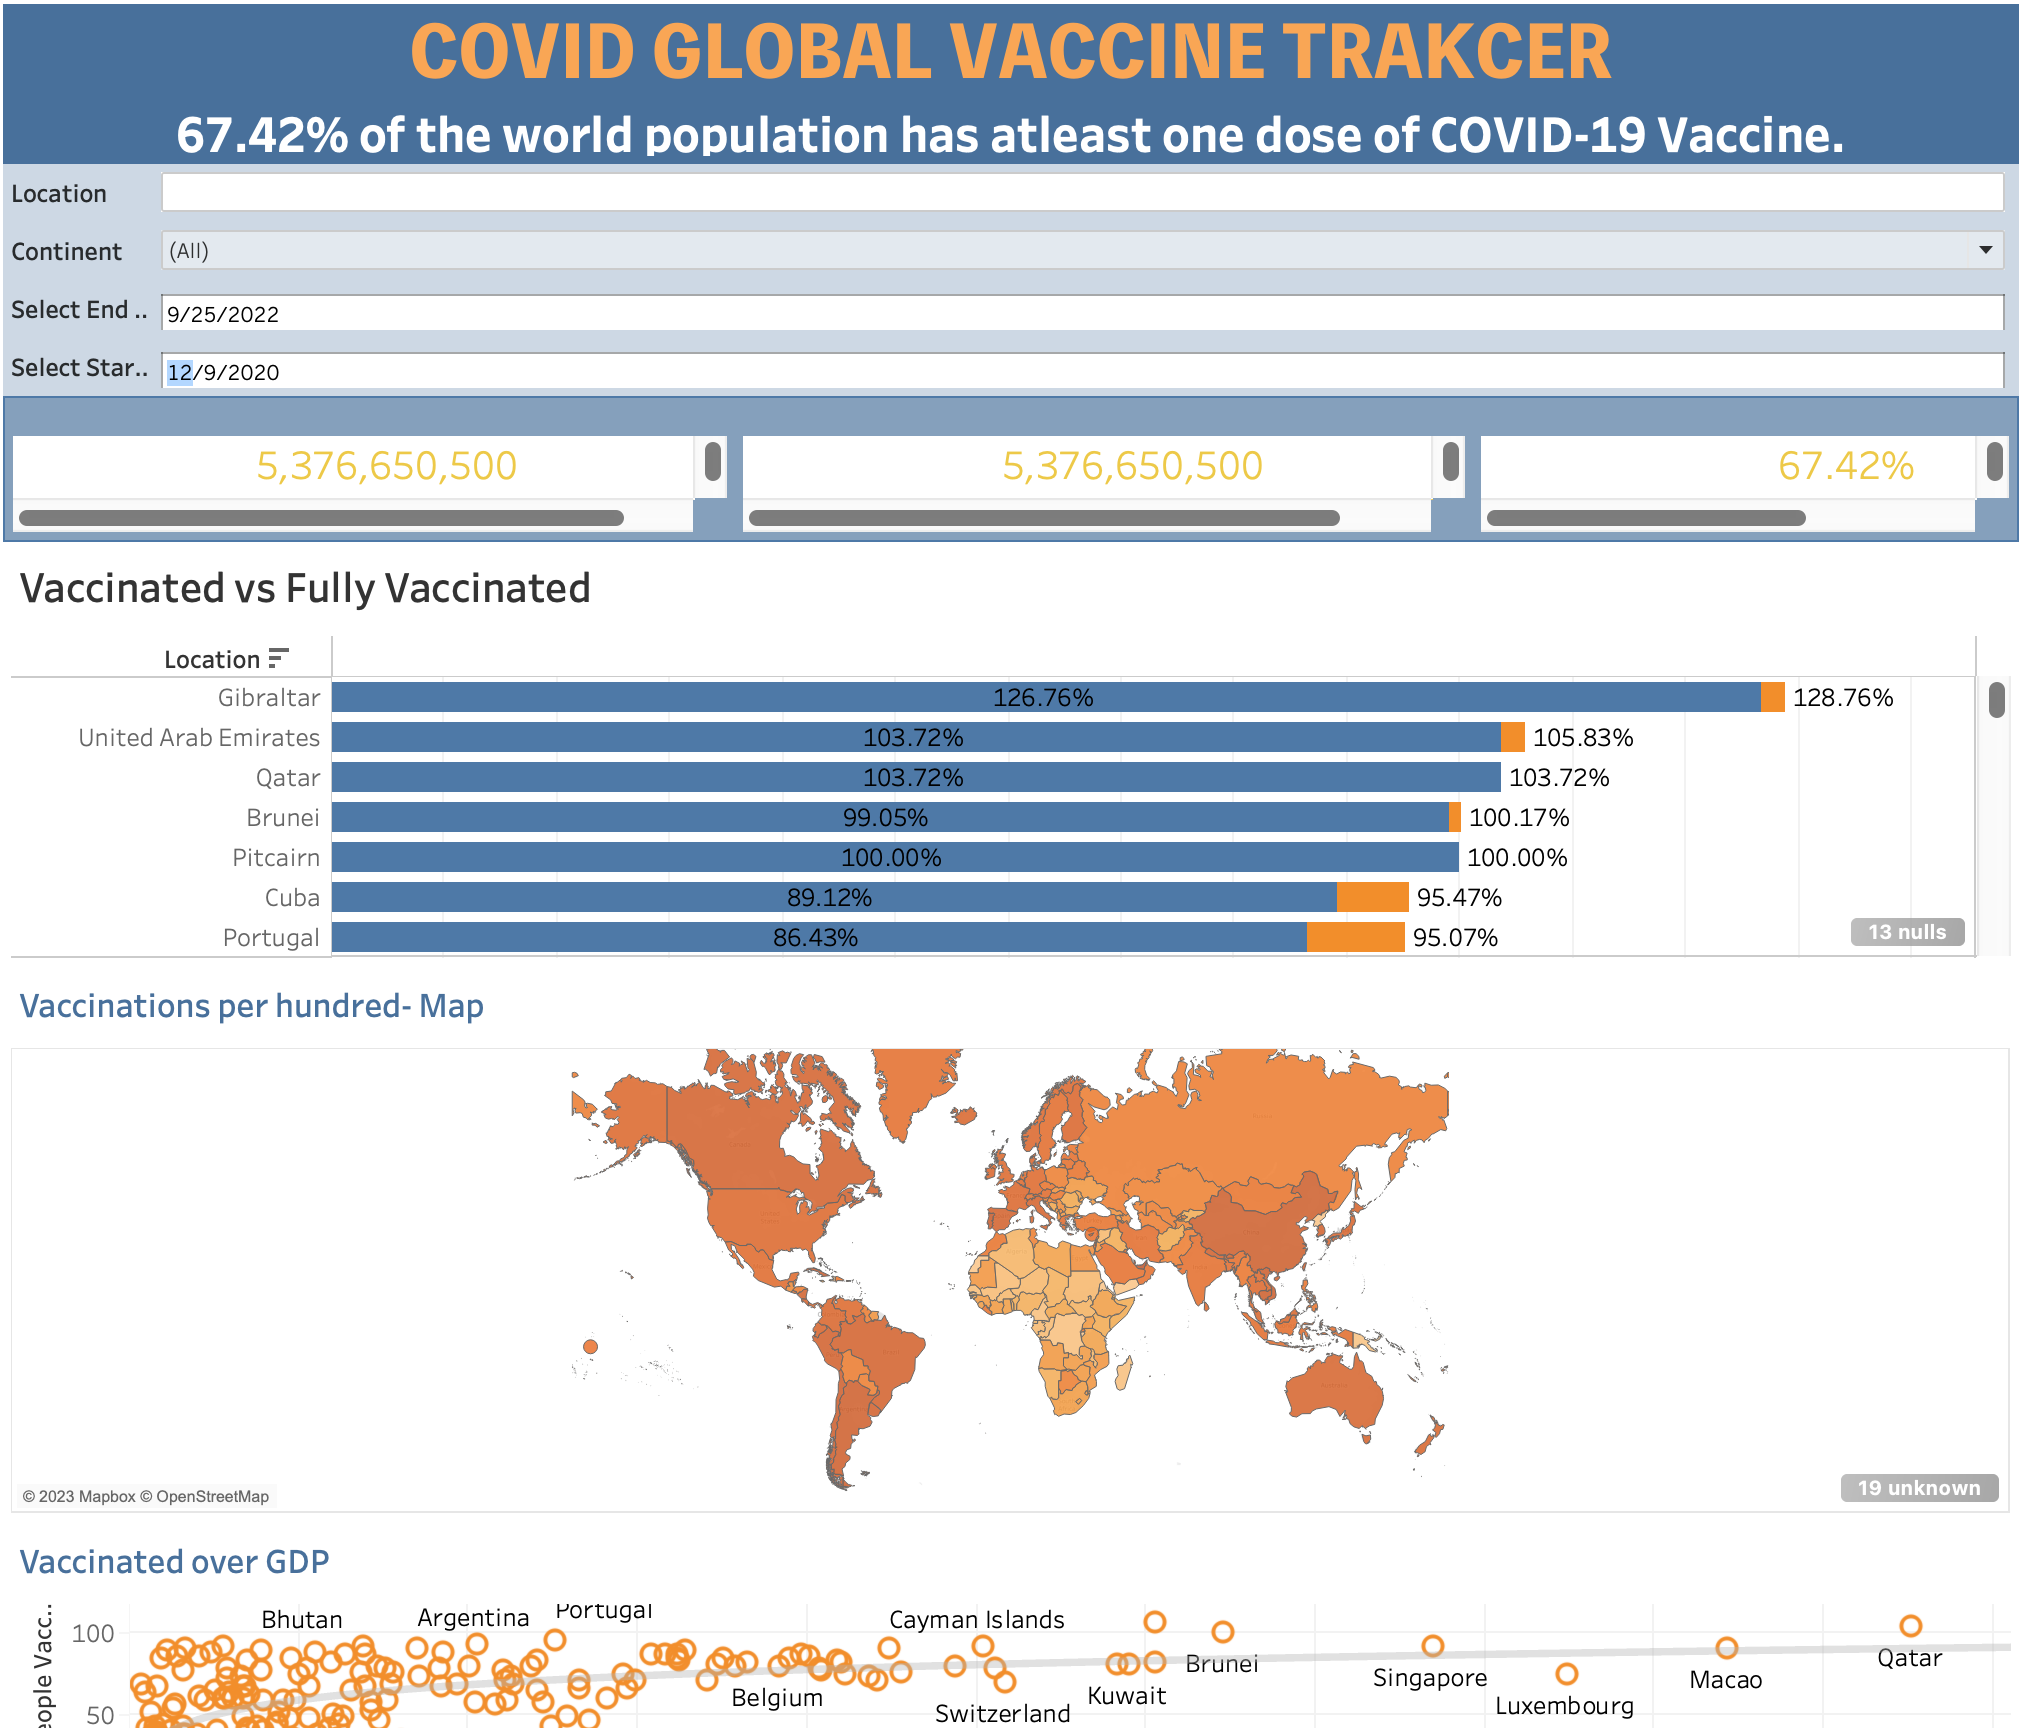 COVID GLOBAL VACCINE TRAKCER
67.42% of the world population has atleast one dose of COVID-19 Vaccine.
Location
Continent (All)
Select End .. 9/25/2022
Select Star.. 12/9/2020
5,376,650,500 5,376,650,500 67.42%
Vaccinated vs Fully Vaccinated
Location
Gibraltar 126.76% 128.76%
United Arab Emirates 103.72% 105.83%
Qatar 103.72% 103.72%
Brunei 99.05% 100.17%
Pitcairn 100.00% 100.00%
Cuba 89.12% 95.47%
Portugal 86.43% 95.07%
13 nulls
Vaccinations per hundred- Map
© 2023 Mapbox © OpenStreetMap
19 unknown
Vaccinated over GDP
eople Vacc..
100
50
Bhutan
Argentina
Portugal
Belgium
Cayman Islands
Switzerland
Kuwait
Brunei
Singapore
Luxembourg
Macao
Qatar